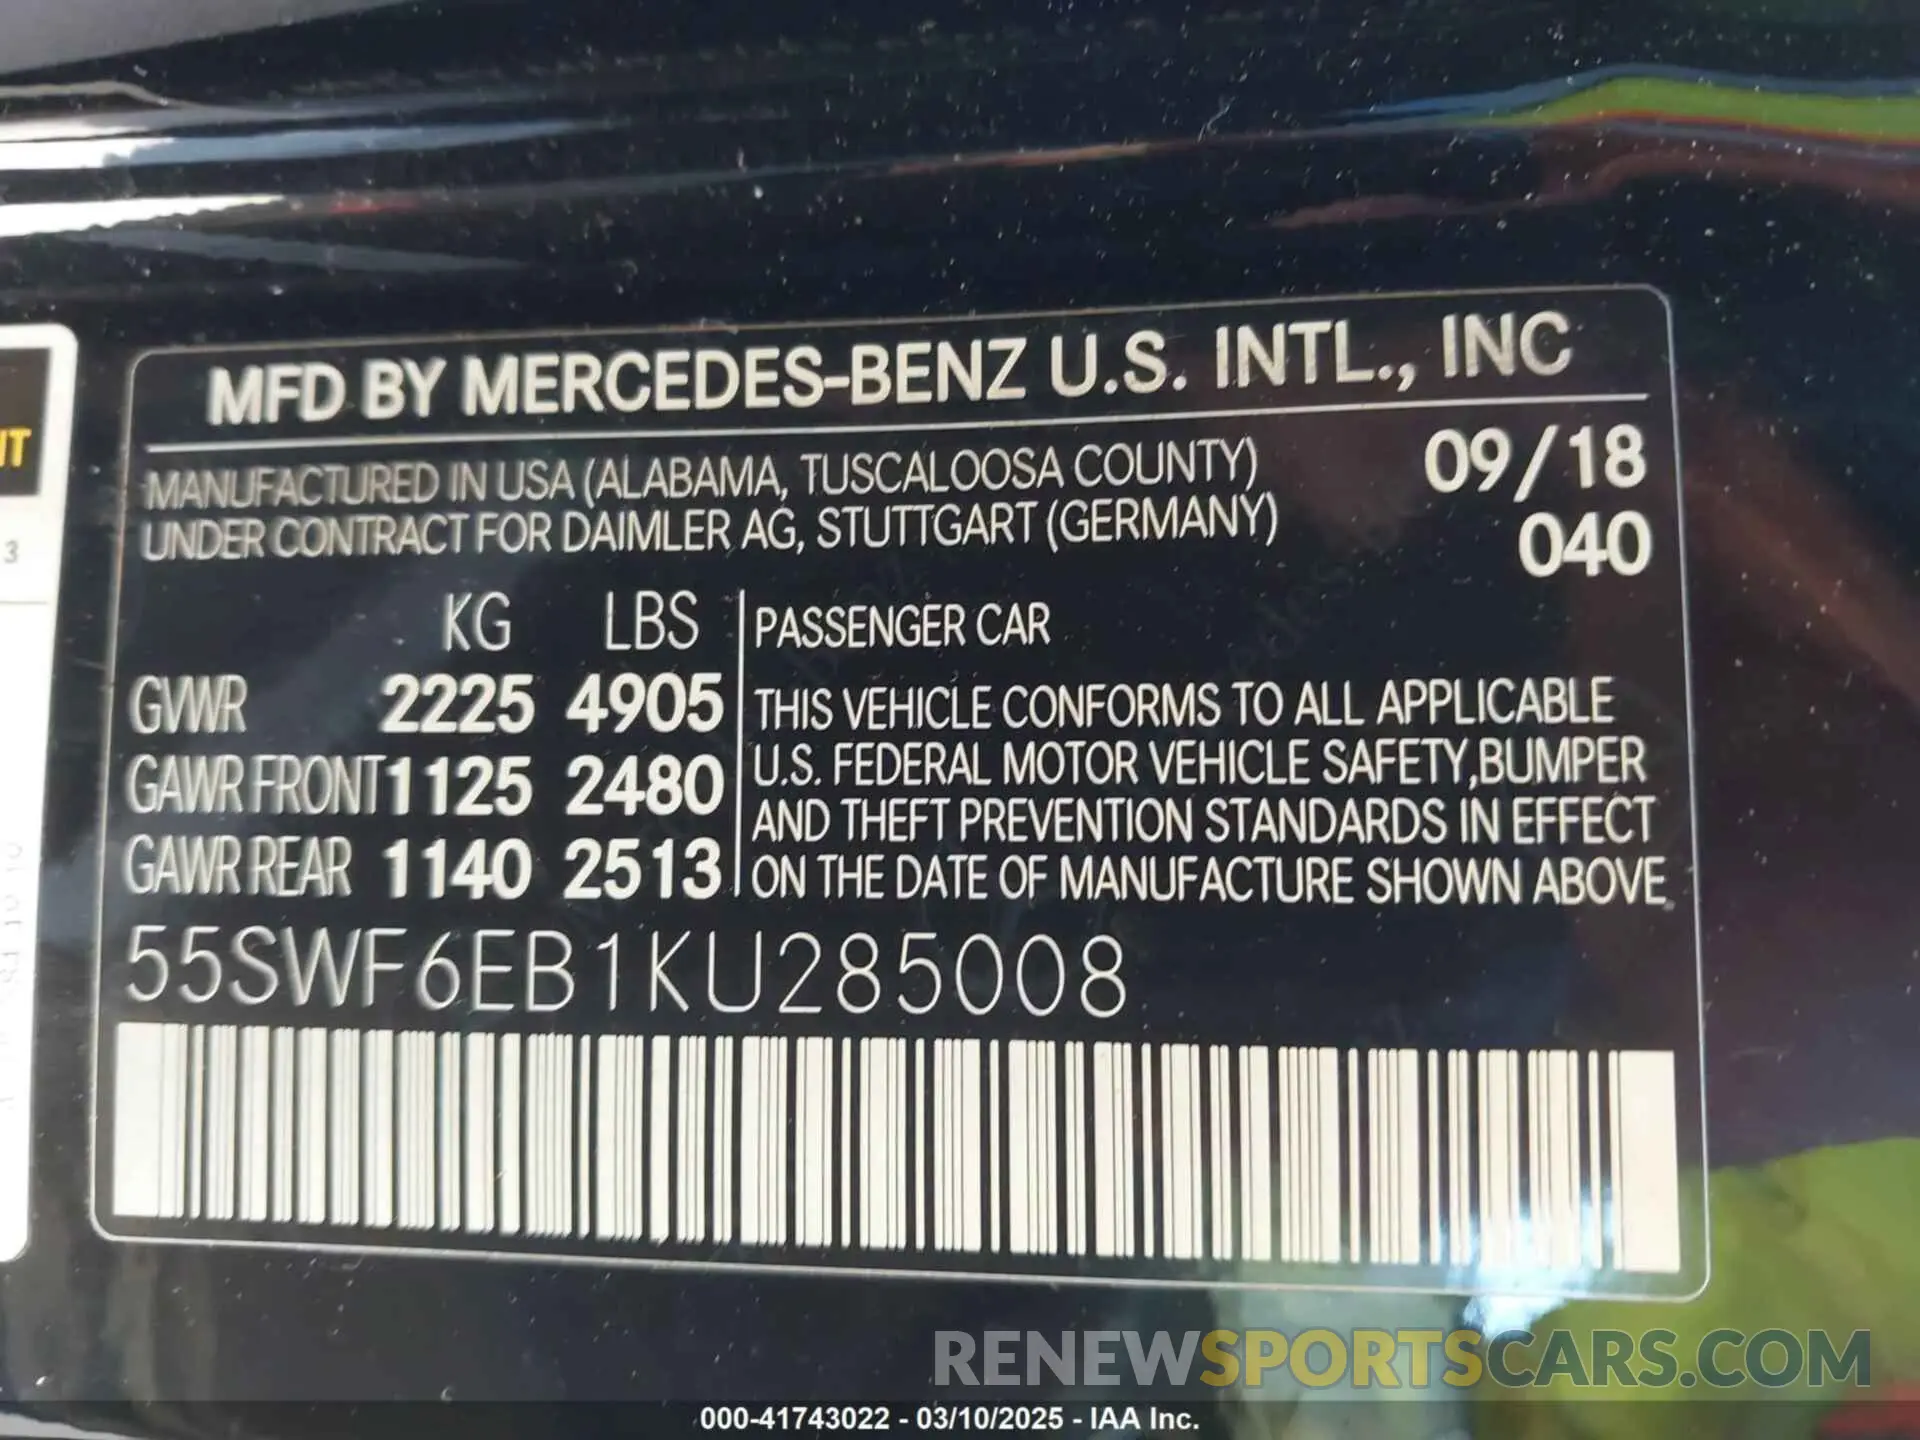 MFD BY MERCEDES-BENZ U.S. INTL., INC
MANUFACTURED IN USA (ALABAMA, TUSCALOOSA COUNTY) 09/18
UNDER CONTRACT FOR DAIMLER AG, STUTTGART (GERMANY) 040
KG LBS
GVWR 2225 4905
GAWR FRONT 1125 2480
GAWR REAR 1140 2513
PASSENGER CAR
THIS VEHICLE CONFORMS TO ALL APPLICABLE
U.S. FEDERAL MOTOR VEHICLE SAFETY,BUMPER
AND THEFT PREVENTION STANDARDS IN EFFECT
ON THE DATE OF MANUFACTURE SHOWN ABOVE.
55SWF6EB1KU285008
NT
3
RENEWSPORTSCARS.COM
000-41743022 - 03/10/2025 - IAA Inc.